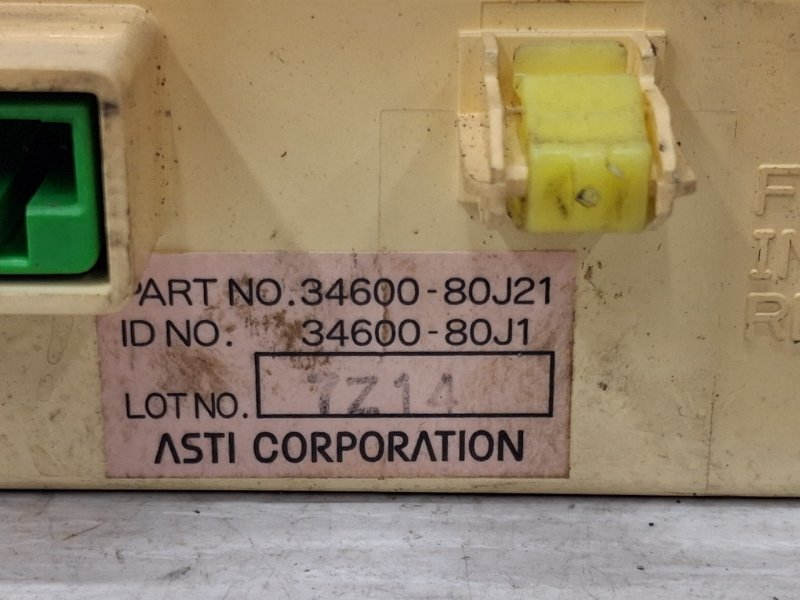 PART NO. 34600-80J21
ID NO. 34600-80J1
LOT NO. 7Z14
ASTI CORPORATION